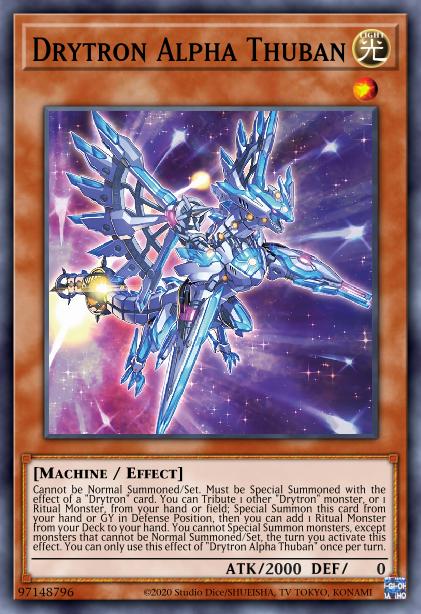 DRYTRON ALPHA THUBAN
LIGHT
光
[MACHINE / EFFECT]
Cannot be Normal Summoned/Set. Must be Special Summoned with the
effect of a "Drytron" card. You can Tribute 1 other "Drytron" monster, or 1
Ritual Monster, from your hand or field; Special Summon this card from
your hand or GY in Defense Position, then you can add 1 Ritual Monster
from your Deck to your hand. You cannot Special Summon monsters, except
monsters that cannot be Normal Summoned/Set, the turn you activate this
effect. You can only use this effect of "Drytron Alpha Thuban" once per turn.
ATK/2000 DEF/ 0
97148796
©2020 Studio Dice/SHUEISHA, TV TOKYO, KONAMI